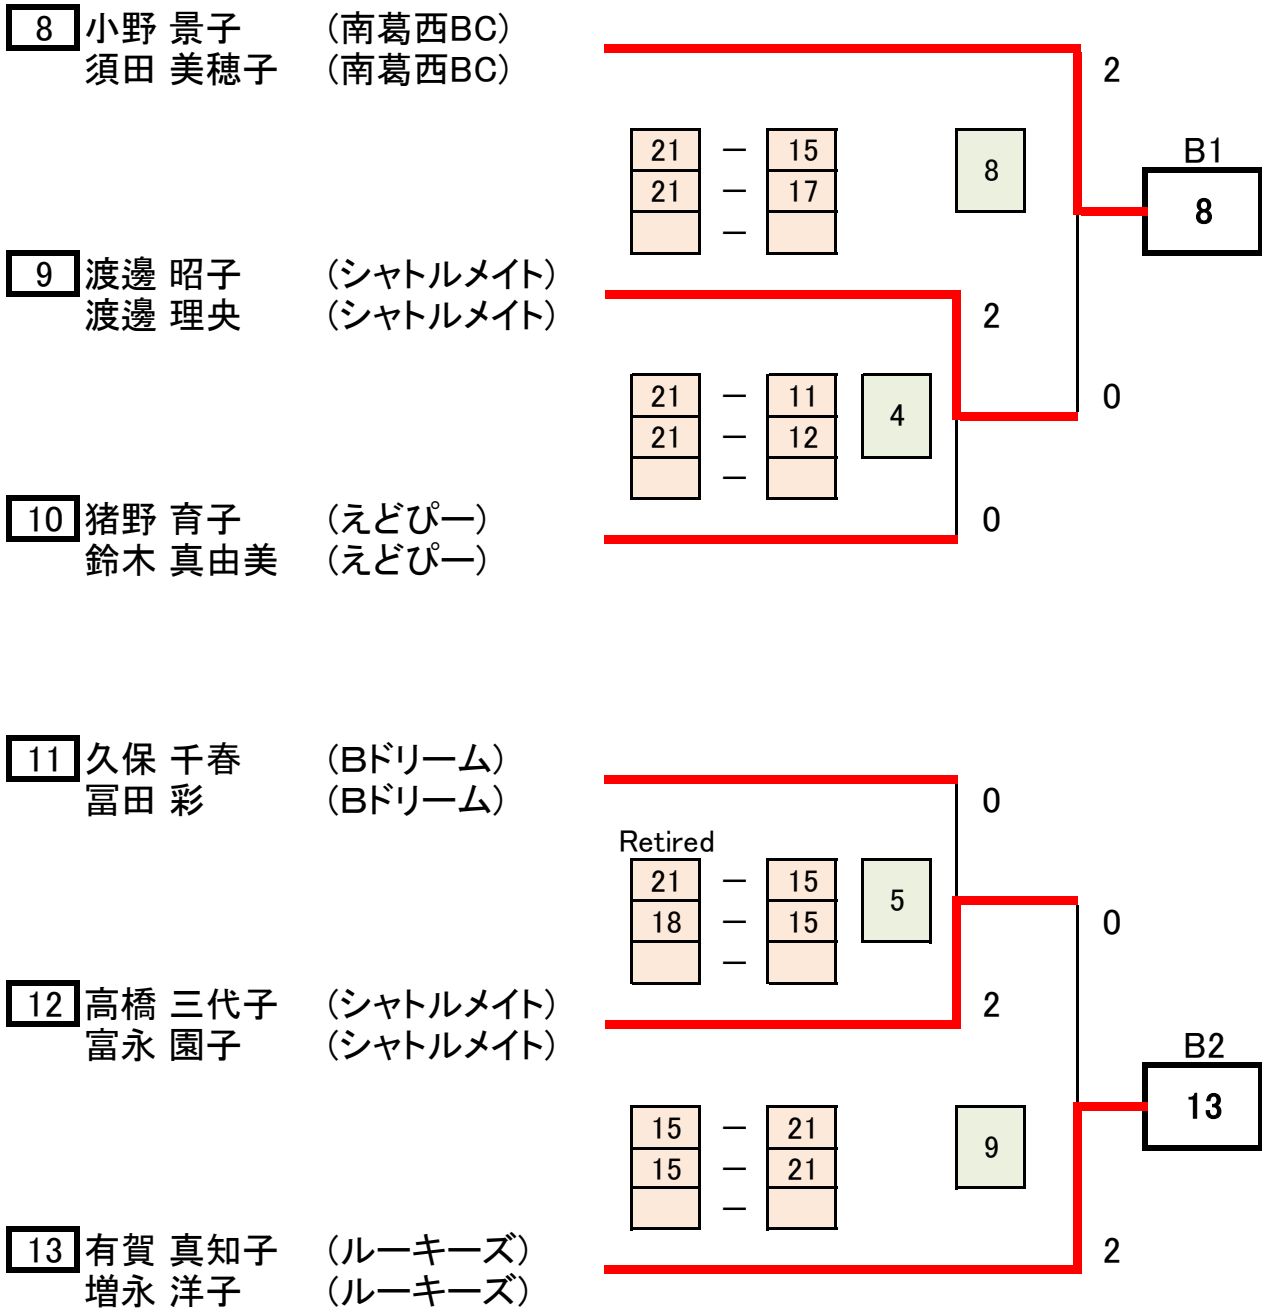 8 小野 景子 (南葛西BC)
須田 美穂子 (南葛西BC)
2
21 － 15
8
B1
21 － 17
8
－
9 渡邊 昭子 (シャトルメイト)
渡邊 理央 (シャトルメイト)
2
21 － 11
4
0
21 － 12
－
10 猪野 育子 (えどぴー)
0
鈴木 真由美 (えどぴー)
11 久保 千春 (Bドリーム)
冨田 彩 (Bドリーム)
0
Retired
21 － 15
5
18 － 15
0
－
12 高橋 三代子 (シャトルメイト)
2
富永 園子 (シャトルメイト)
B2
13
15 － 21
9
15 － 21
－
13 有賀 真知子 (ルーキーズ)
2
増永 洋子 (ルーキーズ)